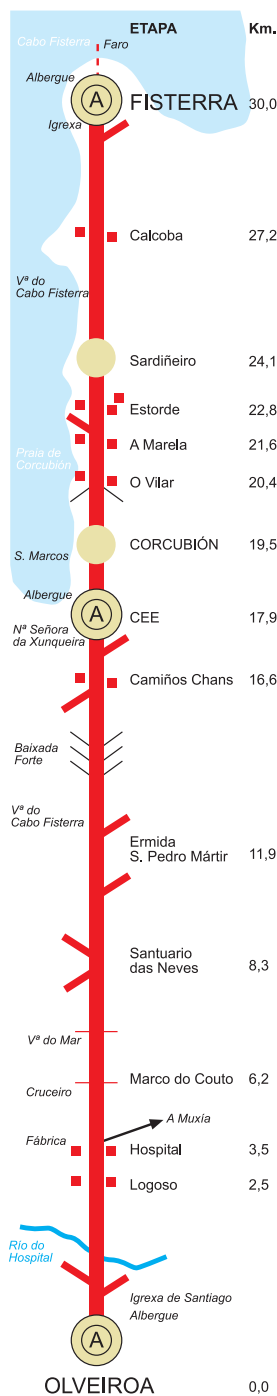 ETAPA Km.
Cabo Fisterra
Faro
Albergue
A
FISTERRA 30,0
Igrexa
Calcoba 27,2
Vª do
Cabo Fisterra
Sardiñeiro 24,1
Estorde 22,8
A Marela 21,6
Praia de
Corcubión
O Vilar 20,4
CORCUBIÓN 19,5
S. Marcos
Albergue
A
CEE 17,9
Nª Señora
da Xunqueira
Camiños Chans 16,6
Baixada
Forte
Vª do
Cabo Fisterra
Ermida
S. Pedro Mártir 11,9
Santuario
das Neves 8,3
Vª do Mar
Marco do Couto 6,2
Cruceiro
A Muxía
Fábrica
Hospital 3,5
Logoso 2,5
Río do
Hospital
Igrexa de Santiago
Albergue
A
OLVEIROA 0,0